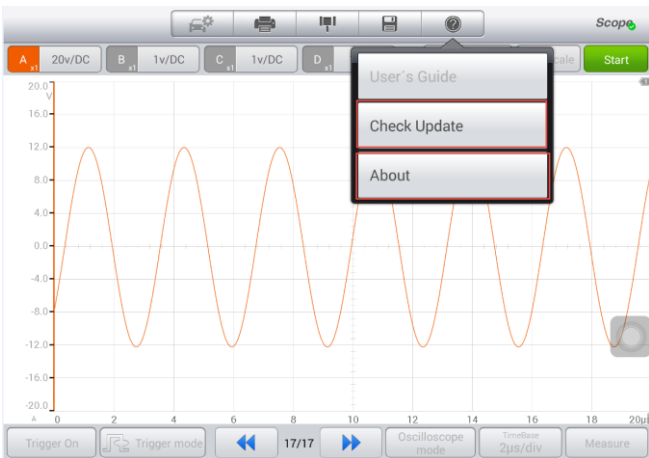 Scope
A x1 20v/DC B x1 1v/DC C x1 1v/DC D x1 cale Start
User´s Guide
Check Update
About
20.0
V
16.0
12.0
8.0
4.0
0.0
-4.0
-8.0
-12.0
-16.0
-20.0
A 0 2 4 6 8 10 12 14 16 18 20µ
Trigger On Trigger mode 17/17 Oscilloscope mode TimeBase 2µs/div Measure